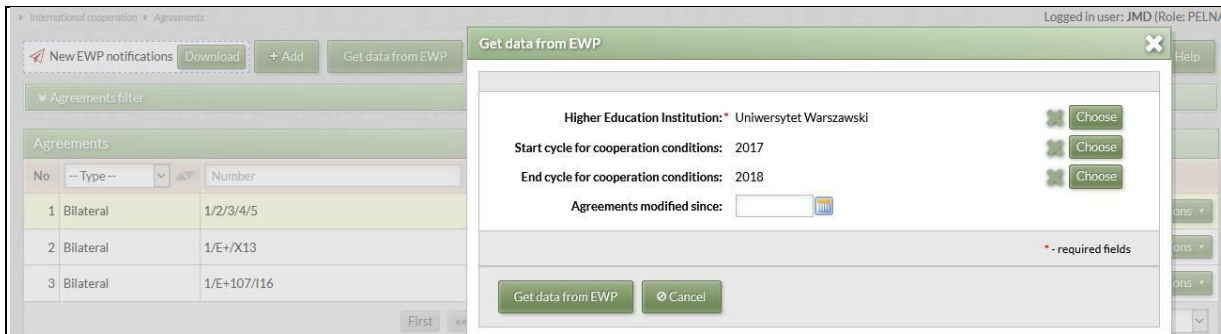 International cooperation Agreements
Logged in user: JMD (Role: PELNA
New EWP notifications Download + Add Get data from EWP
Help
Agreements filter
Agreements
No -- Type -- Number
1 Bilateral 1/2/3/4/5
2 Bilateral 1/E+/X13
3 Bilateral 1/E+107/I16
First
Get data from EWP
Higher Education Institution:* Uniwersytet Warszawski Choose
Start cycle for cooperation conditions: 2017 Choose
End cycle for cooperation conditions: 2018 Choose
Agreements modified since:
* - required fields
Get data from EWP Cancel
ons
ons
ons